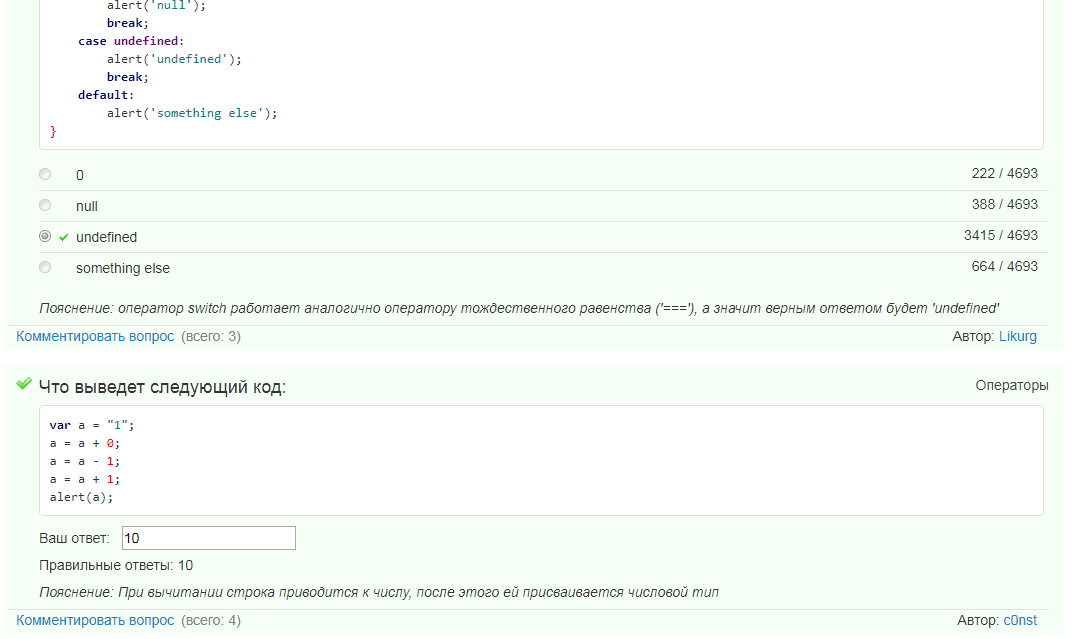 alert('null');
break;
case undefined:
alert('undefined');
break;
default:
alert('something else');
}
0 222 / 4693
null 388 / 4693
undefined 3415 / 4693
something else 664 / 4693
Пояснение: оператор switch работает аналогично оператору тождественного равенства ('==='), а значит верным ответом будет 'undefined'
Комментировать вопрос (всего: 3) Автор: Likurg
Что выведет следующий код: Операторы
var a = "1";
a = a + 0;
a = a - 1;
a = a + 1;
alert(a);
Ваш ответ: 10
Правильные ответы: 10
Пояснение: При вычитании строка приводится к числу, после этого ей присваивается числовой тип
Комментировать вопрос (всего: 4) Автор: c0nst